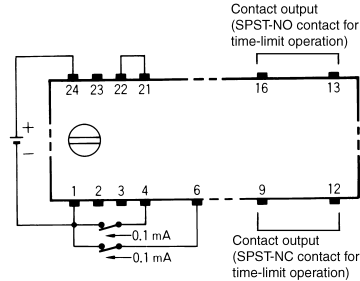 Contact output
(SPST-NO contact for
time-limit operation)
24 23 22 21 16 13
+
−
1 2 3 4 6 9 12
0.1 mA
0.1 mA
Contact output
(SPST-NC contact for
time-limit operation)